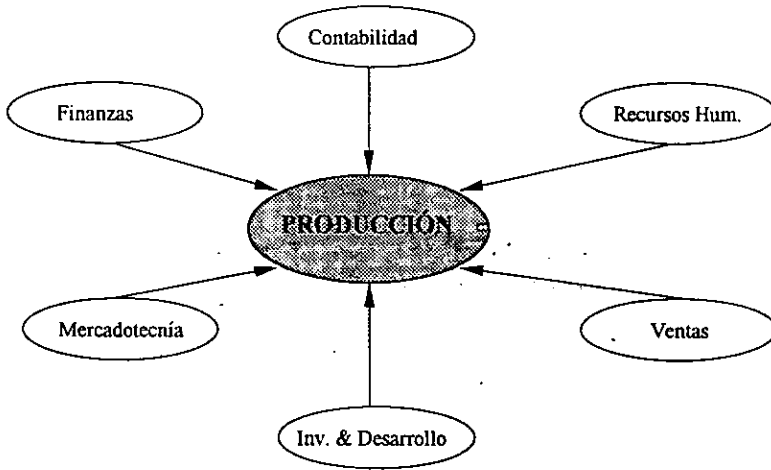 Contabilidad
Finanzas
Recursos Hum.
PRODUCCIÓN
Mercadotecnía
Ventas
Inv. & Desarrollo